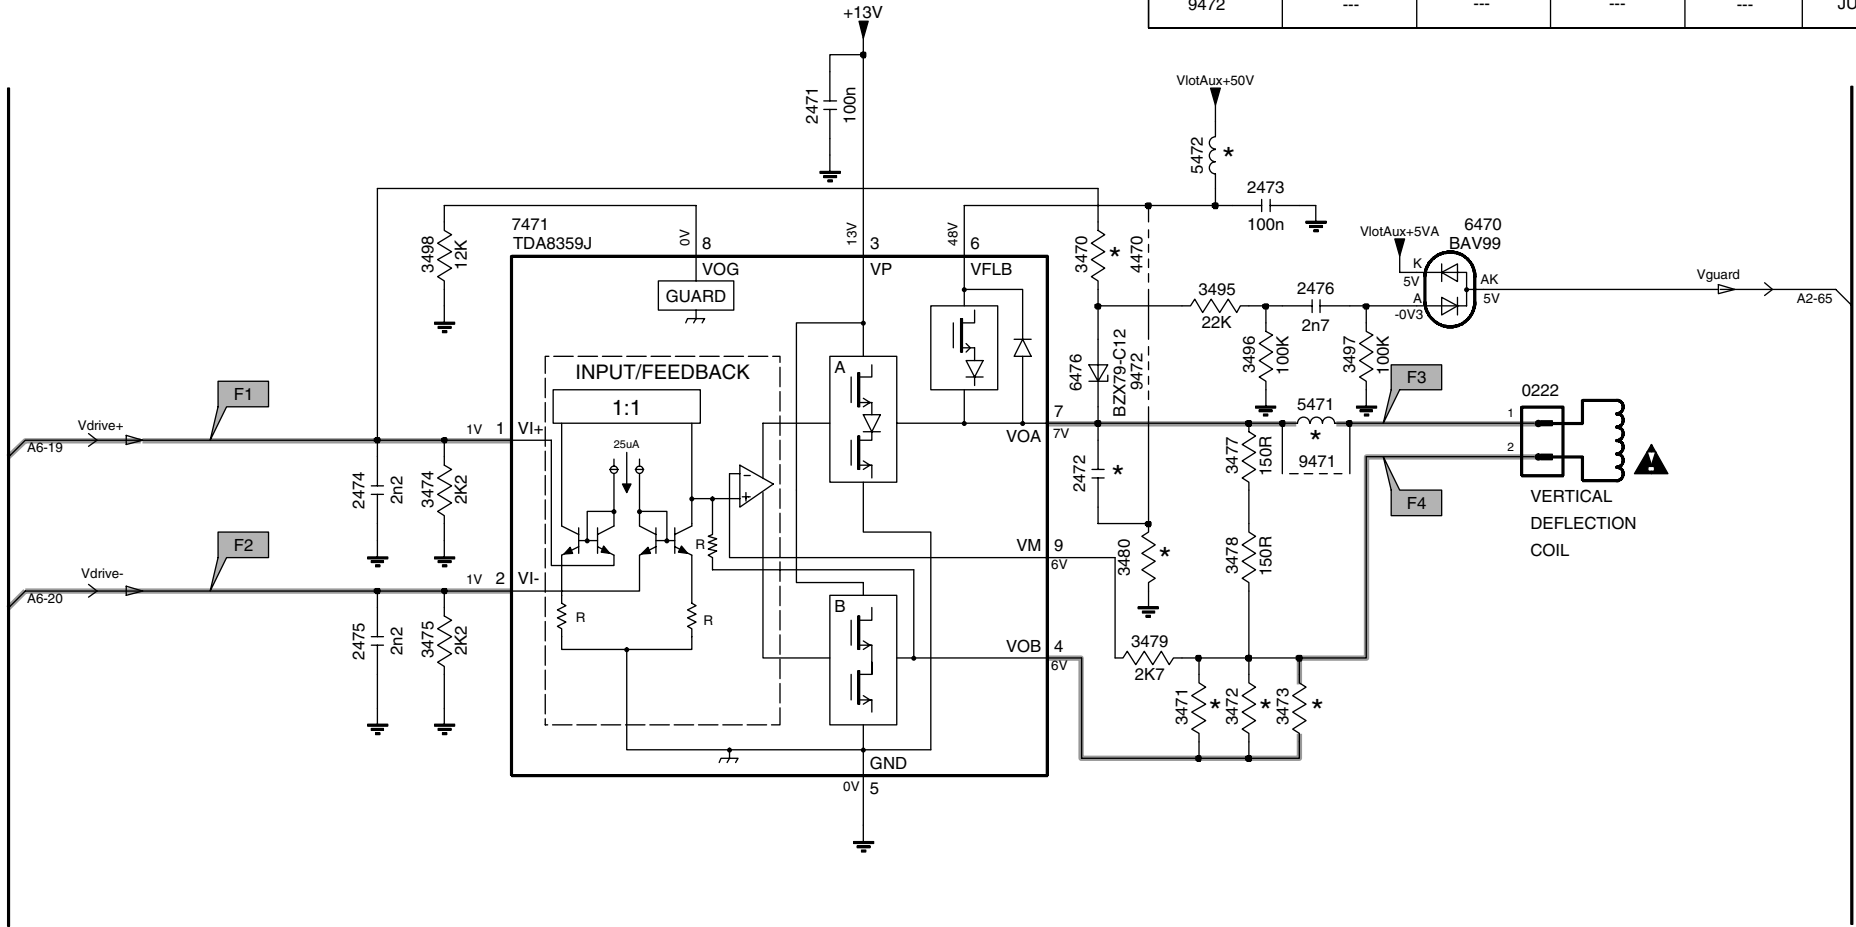 9472 --- --- --- --- JU
+13V
2471
100n
VlotAux+50V
5472
*
2473
100n
3498
12K
7471
TDA8359J
0V
8
13V
3
48V
6
VOG
VP
VFLB
GUARD
3470
*
4470
VlotAux+5VA
6470
BAV99
K
5V
AK
5V
A
-0V3
Vguard
A2-65
3495
22K
2476
2n7
3496
100K
3497
100K
6476
BZX79-C12
9472
INPUT/FEEDBACK
1:1
25uA
A
F1
Vdrive+
A6-19
1V
1
VI+
7
VOA
7V
5471
*
9471
F3
F4
0222
1
2
VERTICAL
DEFLECTION
COIL
2474
2n2
3474
2K2
2472
*
3477
150R
3478
150R
F2
Vdrive-
A6-20
1V
2
VI-
-
+
R
R
R
VM
9
6V
3480
*
B
2475
2n2
3475
2K2
VOB
4
6V
3479
2K7
3471
*
3472
*
3473
*
GND
0V
5